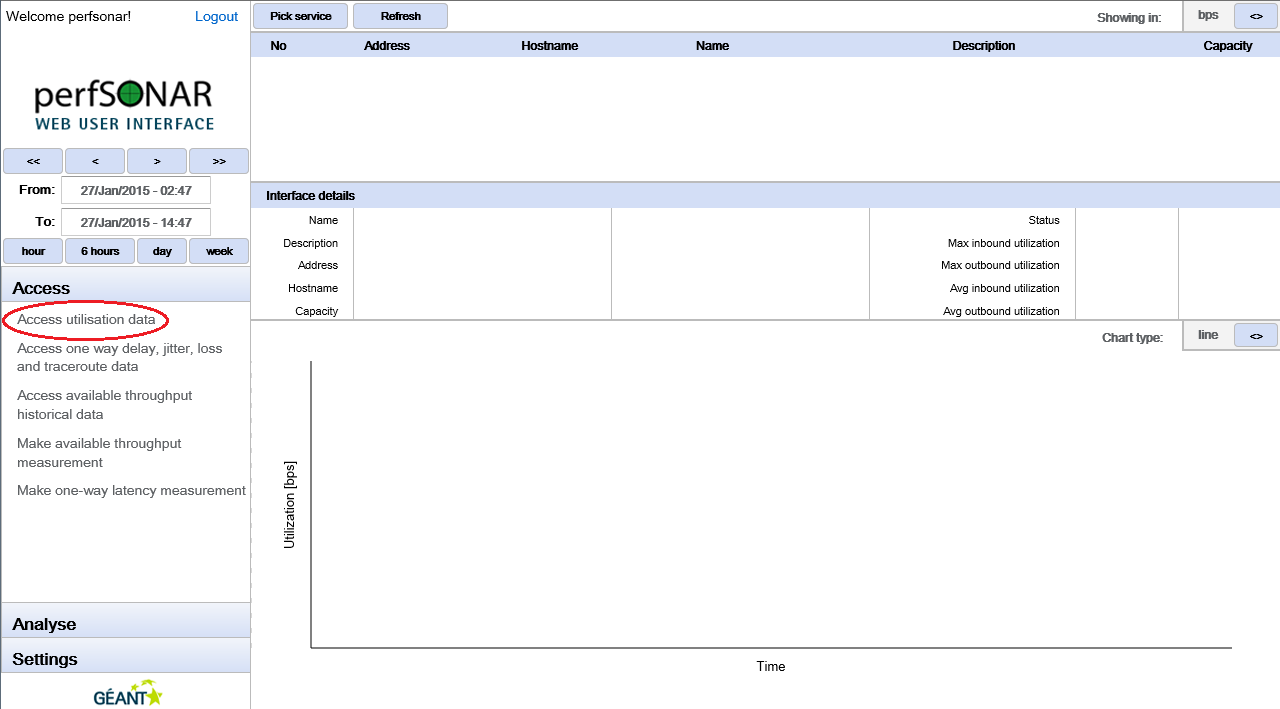 Welcome perfsonar! Logout
perfSONAR
WEB USER INTERFACE
<< < > >>
From: 27/Jan/2015 - 02:47
To: 27/Jan/2015 - 14:47
hour 6 hours day week
Access
Access utilisation data
Access one way delay, jitter, loss
and traceroute data
Access available throughput
historical data
Make available throughput
measurement
Make one-way latency measurement
Analyse
Settings
GÉANT
Pick service Refresh Showing in: bps <>
No Address Hostname Name Description Capacity
Interface details
Name Status
Description Max inbound utilization
Address Max outbound utilization
Hostname Avg inbound utilization
Capacity Avg outbound utilization
Chart type: line <>
Utilization [bps]
Time